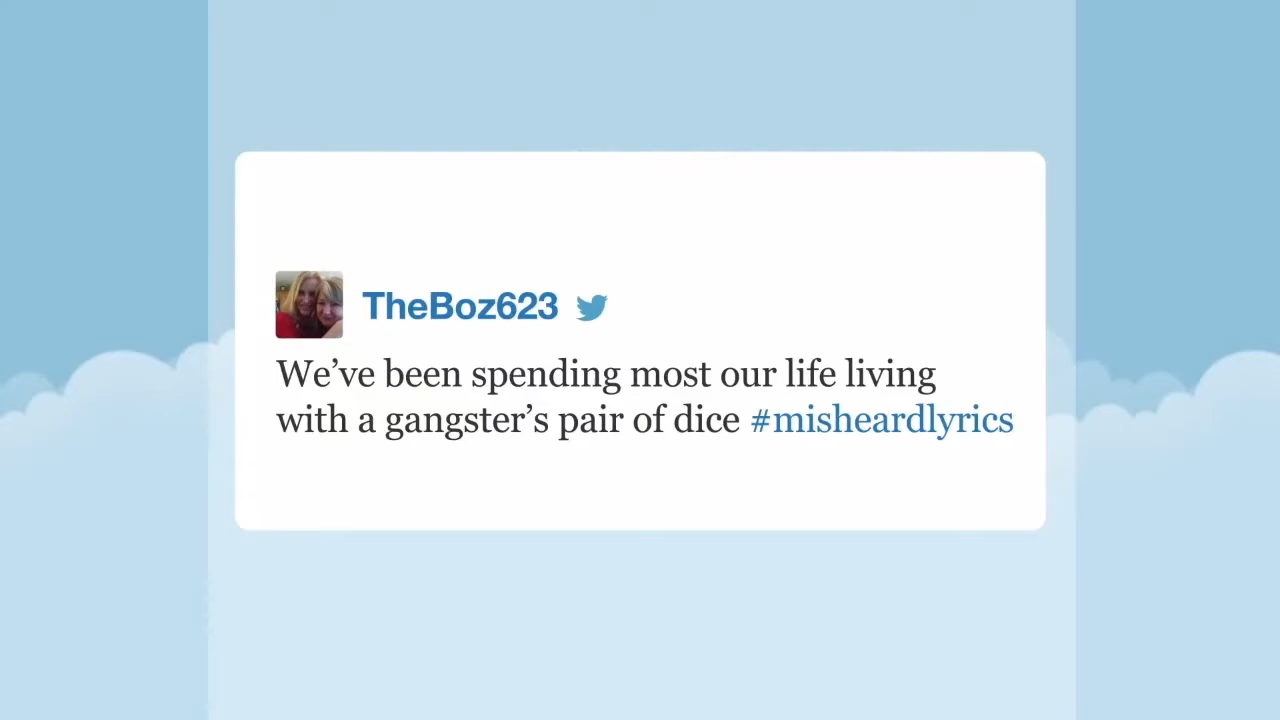 TheBoz623
We’ve been spending most our life living
with a gangster’s pair of dice #misheardlyrics